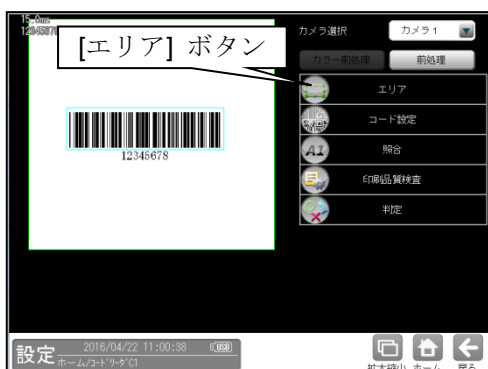 15.0ms
[エリア] ボタン
カメラ選択
カメラ1
カラー前処理
前処理
エリア
コード設定
照合
印刷品質検査
判定
12345678
2016/04/22 11:00:38
USB
設定
ホーム/コードリーダC1
拡大縮小 ホーム 戻る